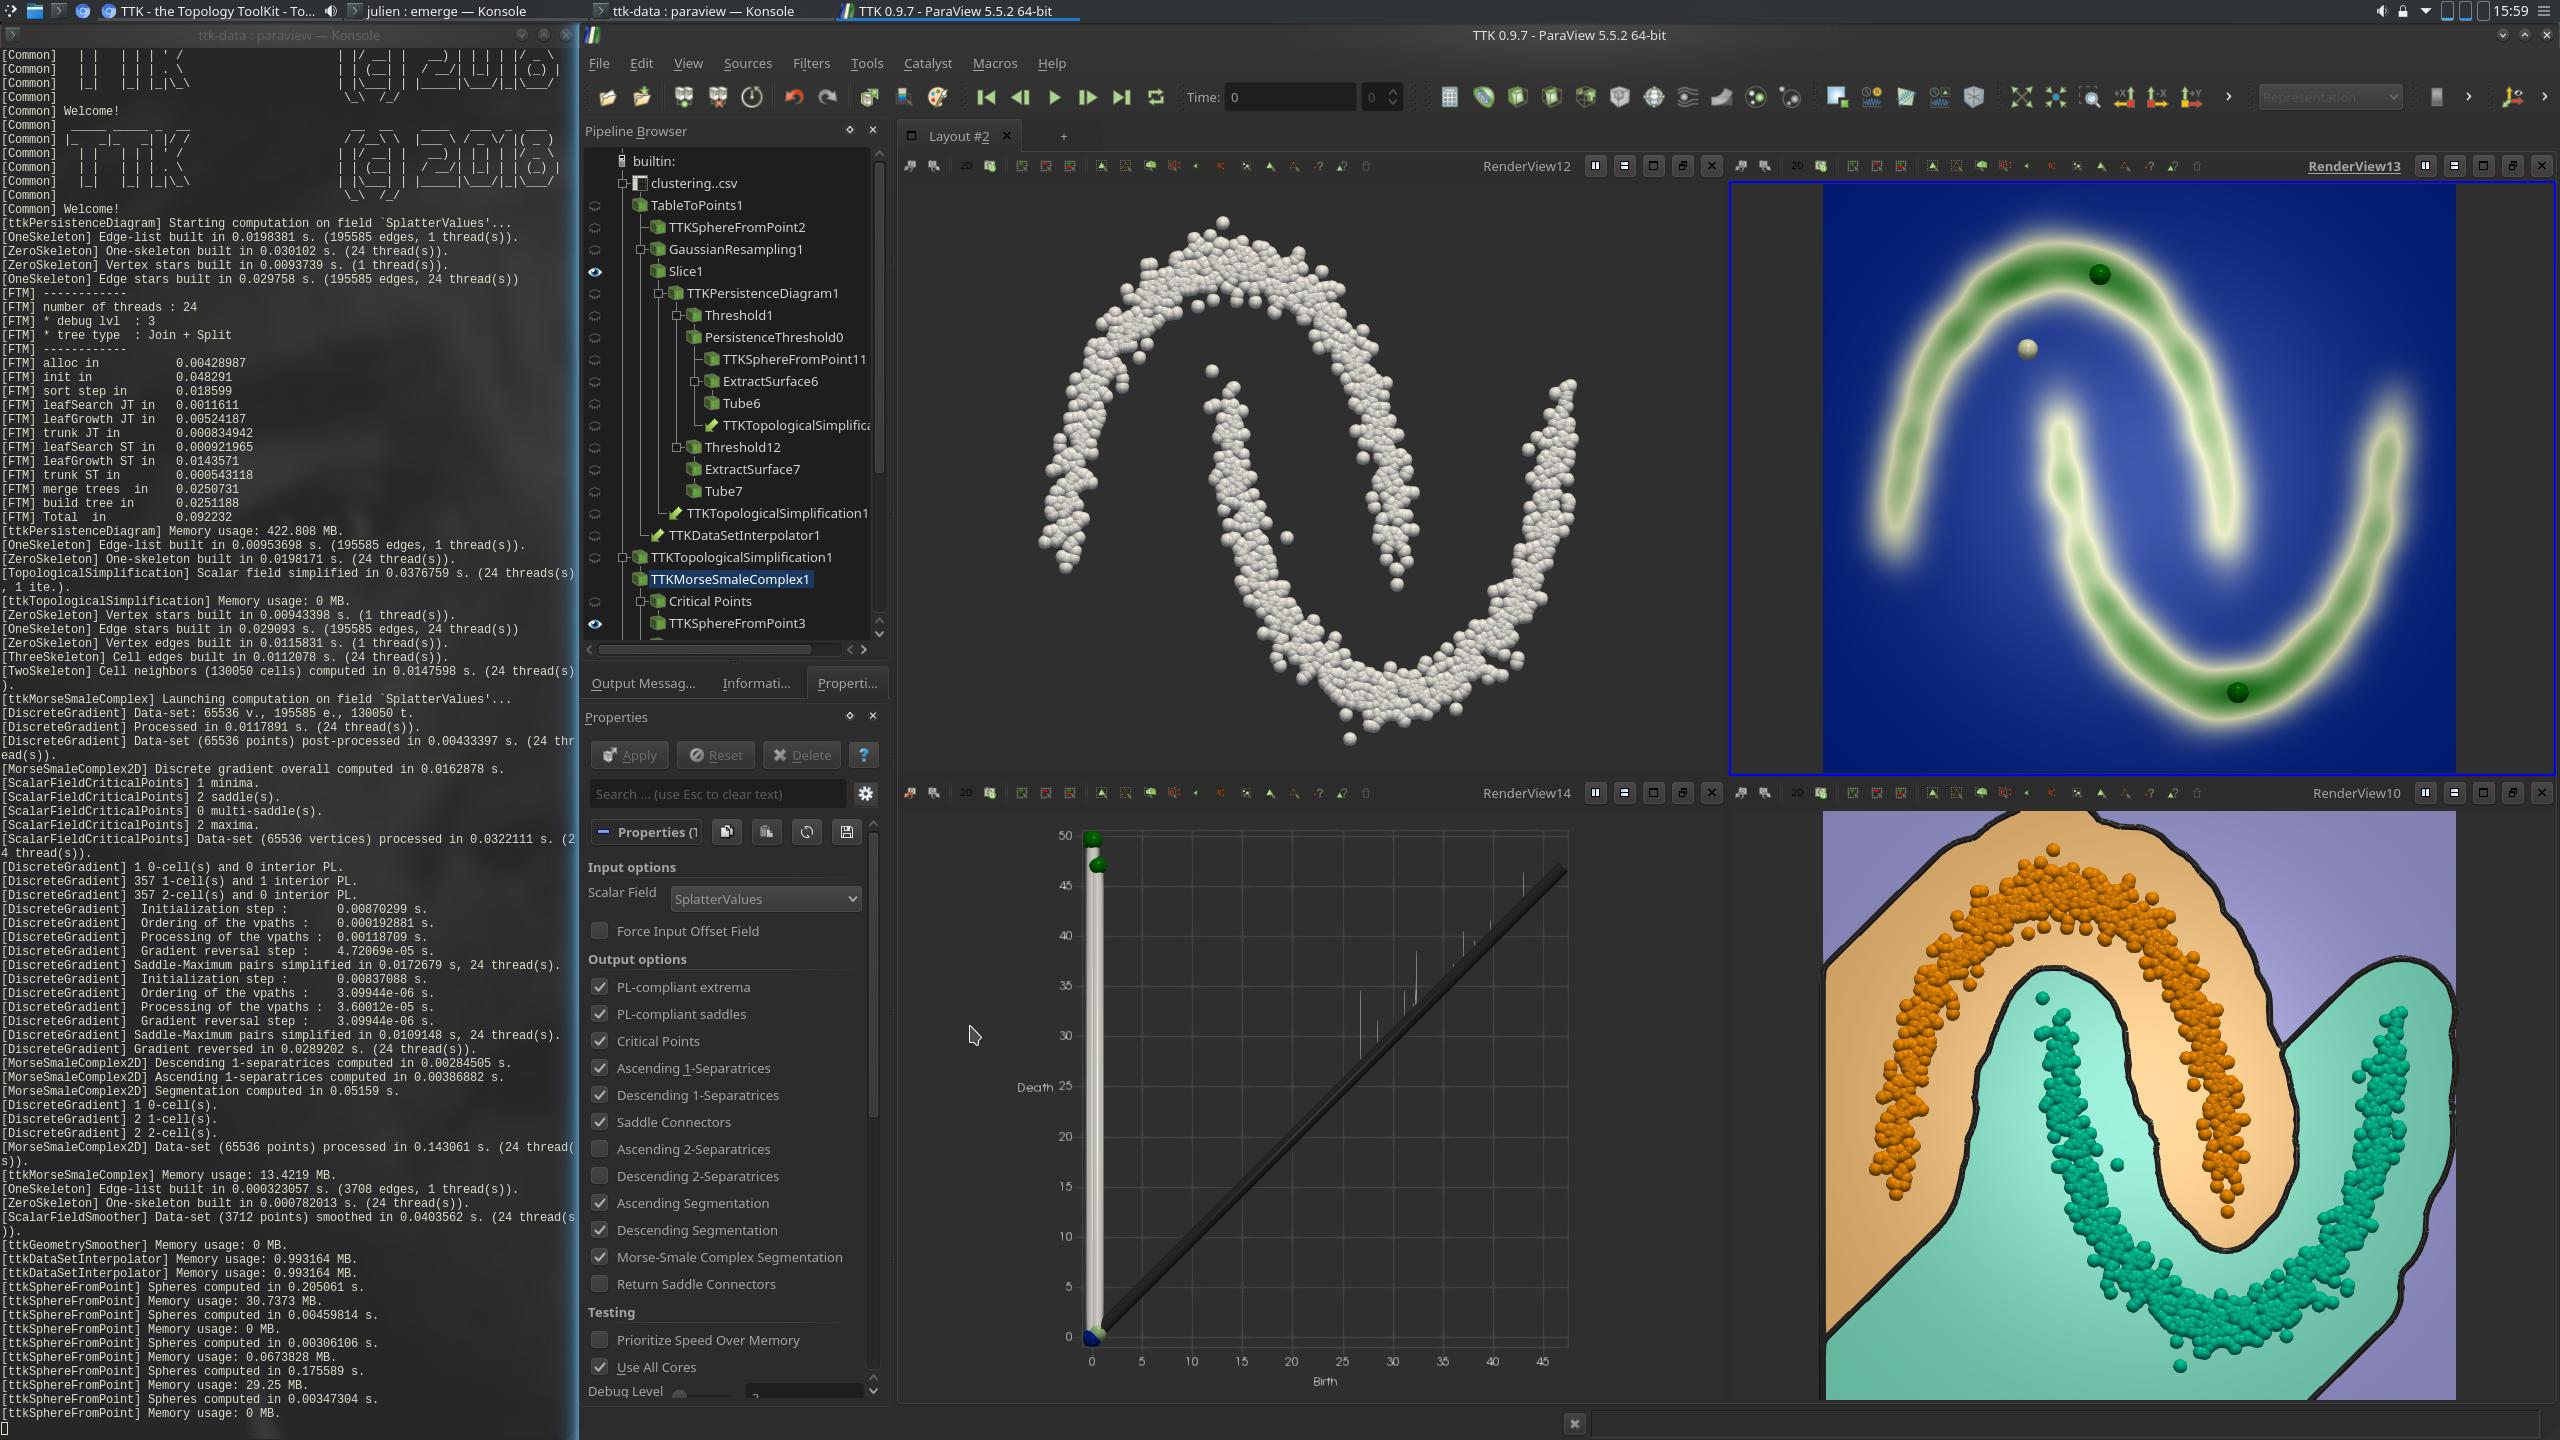 TTK - the Topology ToolKit - To...
julien : emerge — Konsole
ttk-data : paraview — Konsole
TTK 0.9.7 - ParaView 5.5.2 64-bit
15:59
ttk-data : paraview — Konsole
[Common]
[Common]
[Common]
[Common]
[Common] Welcome!
[Common]
[Common]
[Common]
[Common]
[Common]
[Common]
[Common] Welcome!
[ttkPersistenceDiagram] Starting computation on field `SplatterValues'...
[OneSkeleton] Edge-list built in 0.0198381 s. (195585 edges, 1 thread(s)).
[ZeroSkeleton] One-skeleton built in 0.030102 s. (24 thread(s)).
[ZeroSkeleton] Vertex stars built in 0.0093739 s. (1 thread(s)).
[OneSkeleton] Edge stars built in 0.029758 s. (195585 edges, 24 thread(s))
[FTM] ------------
[FTM] number of threads : 24
[FTM] * debug lvl  : 3
[FTM] * tree type  : Join + Split
[FTM] ------------
[FTM] alloc in 0.00428987
[FTM] init in 0.048291
[FTM] sort step in 0.018599
[FTM] leafSearch JT in 0.0011611
[FTM] leafGrowth JT in 0.00524187
[FTM] trunk JT in 0.000834942
[FTM] leafSearch ST in 0.000921965
[FTM] leafGrowth ST in 0.0143571
[FTM] trunk ST in 0.000543118
[FTM] merge trees  in 0.0250731
[FTM] build tree in 0.0251188
[FTM] Total  in 0.092232
[ttkPersistenceDiagram] Memory usage: 422.808 MB.
[OneSkeleton] Edge-list built in 0.00953698 s. (195585 edges, 1 thread(s)).
[ZeroSkeleton] One-skeleton built in 0.0198171 s. (24 thread(s)).
[TopologicalSimplification] Scalar field simplified in 0.0376759 s. (24 threads(s)
, 1 ite.).
[ttkTopologicalSimplification] Memory usage: 0 MB.
[ZeroSkeleton] Vertex stars built in 0.00943398 s. (1 thread(s)).
[OneSkeleton] Edge stars built in 0.029093 s. (195585 edges, 24 thread(s))
[ZeroSkeleton] Vertex edges built in 0.0115831 s. (1 thread(s)).
[ThreeSkeleton] Cell edges built in 0.0112078 s. (24 thread(s)).
[TwoSkeleton] Cell neighbors (130050 cells) computed in 0.0147598 s. (24 thread(s)
).
[ttkMorseSmaleComplex] Launching computation on field `SplatterValues'...
[DiscreteGradient] Data-set: 65536 v., 195585 e., 130050 t.
[DiscreteGradient] Processed in 0.0117891 s. (24 thread(s)).
[DiscreteGradient] Data-set (65536 points) post-processed in 0.00433397 s. (24 thr
ead(s)).
[MorseSmaleComplex2D] Discrete gradient overall computed in 0.0162878 s.
[ScalarFieldCriticalPoints] 1 minima.
[ScalarFieldCriticalPoints] 2 saddle(s).
[ScalarFieldCriticalPoints] 0 multi-saddle(s).
[ScalarFieldCriticalPoints] 2 maxima.
[ScalarFieldCriticalPoints] Data-set (65536 vertices) processed in 0.0322111 s. (2
4 thread(s)).
[DiscreteGradient] 1 0-cell(s) and 0 interior PL.
[DiscreteGradient] 357 1-cell(s) and 1 interior PL.
[DiscreteGradient] 357 2-cell(s) and 0 interior PL.
[DiscreteGradient]  Initialization step : 0.00870299 s.
[DiscreteGradient]  Ordering of the vpaths : 0.000192881 s.
[DiscreteGradient]  Processing of the vpaths : 0.00118709 s.
[DiscreteGradient]  Gradient reversal step : 4.72069e-05 s.
[DiscreteGradient] Saddle-Maximum pairs simplified in 0.0172679 s, 24 thread(s).
[DiscreteGradient]  Initialization step : 0.00837088 s.
[DiscreteGradient]  Ordering of the vpaths : 3.09944e-06 s.
[DiscreteGradient]  Processing of the vpaths : 3.60012e-05 s.
[DiscreteGradient]  Gradient reversal step : 3.09944e-06 s.
[DiscreteGradient] Saddle-Maximum pairs simplified in 0.0109148 s, 24 thread(s).
[DiscreteGradient] Gradient reversed in 0.0289202 s. (24 thread(s)).
[MorseSmaleComplex2D] Descending 1-separatrices computed in 0.00284505 s.
[MorseSmaleComplex2D] Ascending 1-separatrices computed in 0.00386882 s.
[MorseSmaleComplex2D] Segmentation computed in 0.05159 s.
[DiscreteGradient] 1 0-cell(s).
[DiscreteGradient] 2 1-cell(s).
[DiscreteGradient] 2 2-cell(s).
[MorseSmaleComplex2D] Data-set (65536 points) processed in 0.143061 s. (24 thread(
s)).
[ttkMorseSmaleComplex] Memory usage: 13.4219 MB.
[OneSkeleton] Edge-list built in 0.000323057 s. (3708 edges, 1 thread(s)).
[ZeroSkeleton] One-skeleton built in 0.000782013 s. (24 thread(s)).
[ScalarFieldSmoother] Data-set (3712 points) smoothed in 0.0403562 s. (24 thread(s
)).
[ttkGeometrySmoother] Memory usage: 0 MB.
[ttkDataSetInterpolator] Memory usage: 0.993164 MB.
[ttkDataSetInterpolator] Memory usage: 0.993164 MB.
[ttkSphereFromPoint] Spheres computed in 0.205061 s.
[ttkSphereFromPoint] Memory usage: 30.7373 MB.
[ttkSphereFromPoint] Spheres computed in 0.00459814 s.
[ttkSphereFromPoint] Memory usage: 0 MB.
[ttkSphereFromPoint] Spheres computed in 0.00306106 s.
[ttkSphereFromPoint] Memory usage: 0.0673828 MB.
[ttkSphereFromPoint] Spheres computed in 0.175589 s.
[ttkSphereFromPoint] Memory usage: 29.25 MB.
[ttkSphereFromPoint] Spheres computed in 0.00347304 s.
[ttkSphereFromPoint] Memory usage: 0 MB.
TTK 0.9.7 - ParaView 5.5.2 64-bit
File Edit View Sources Filters Tools Catalyst Macros Help
Time: 0 0
Representation
Pipeline Browser
builtin:
clustering..csv
TableToPoints1
TTKSphereFromPoint2
GaussianResampling1
Slice1
TTKPersistenceDiagram1
Threshold1
PersistenceThreshold0
TTKSphereFromPoint11
ExtractSurface6
Tube6
TTKTopologicalSimplifica
Threshold12
ExtractSurface7
Tube7
TTKTopologicalSimplification1
TTKDataSetInterpolator1
TTKTopologicalSimplification1
TTKMorseSmaleComplex1
Critical Points
TTKSphereFromPoint3
Output Messag... Informati... Properti...
Properties
Apply Reset Delete ?
Search ... (use Esc to clear text)
Properties (T
Input options
Scalar Field SplatterValues
Force Input Offset Field
Output options
PL-compliant extrema
PL-compliant saddles
Critical Points
Ascending 1-Separatrices
Descending 1-Separatrices
Saddle Connectors
Ascending 2-Separatrices
Descending 2-Separatrices
Ascending Segmentation
Descending Segmentation
Morse-Smale Complex Segmentation
Return Saddle Connectors
Testing
Prioritize Speed Over Memory
Use All Cores
Debug Level 3
Layout #2
+
2D RenderView12
2D RenderView13
2D RenderView14
50
45
40
35
30
Death 25
20
15
10
5
0
0 5 10 15 20 25 30 35 40 45
Birth
2D RenderView10